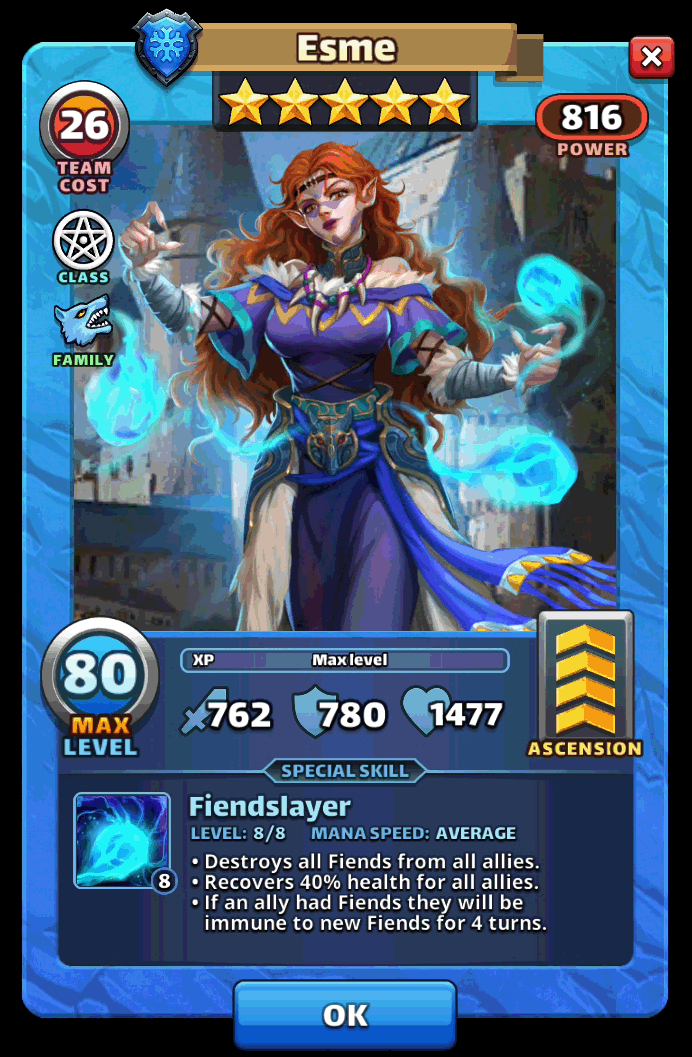 Esme
26
TEAM
COST
816
POWER
CLASS
FAMILY
80
MAX
LEVEL
XP
Max level
762
780
1477
ASCENSION
SPECIAL SKILL
Fiendslayer
LEVEL: 8/8 MANA SPEED: AVERAGE
8
• Destroys all Fiends from all allies.
• Recovers 40% health for all allies.
• If an ally had Fiends they will be
immune to new Fiends for 4 turns.
OK